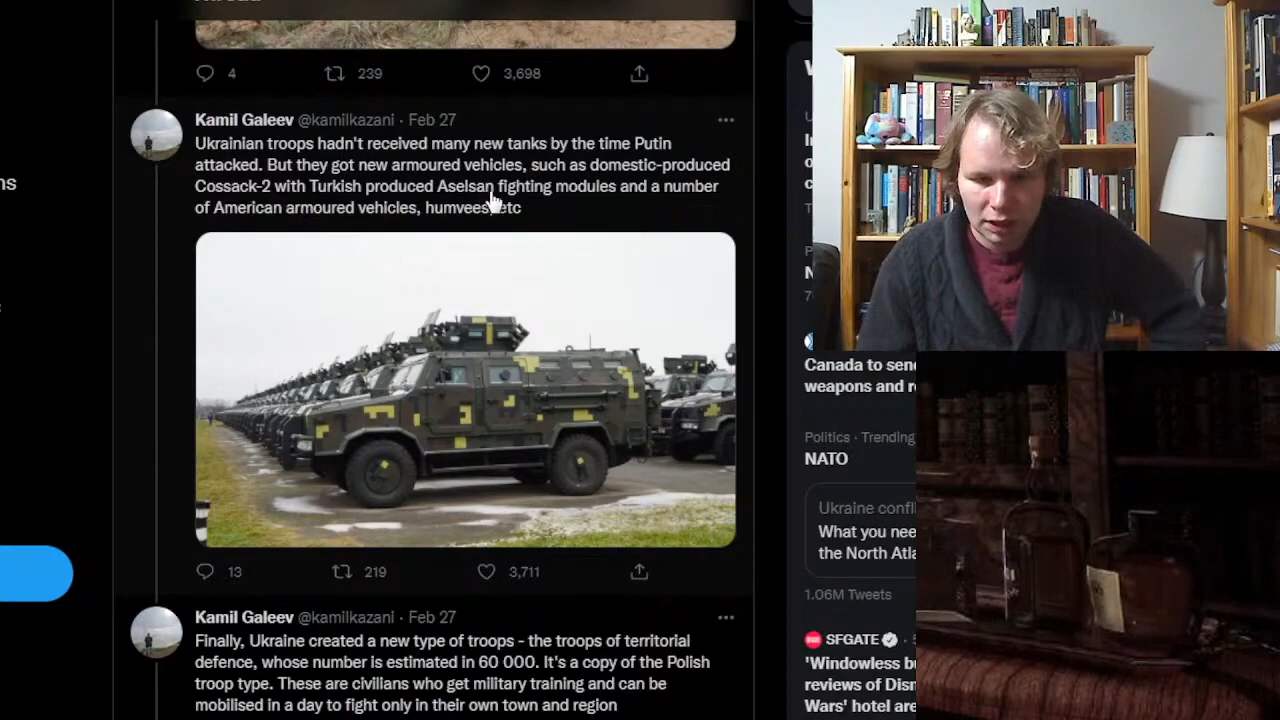 4
239
3,698
Kamil Galeev @kamilkazani · Feb 27
Ukrainian troops hadn't received many new tanks by the time Putin
attacked. But they got new armoured vehicles, such as domestic-produced
Cossack-2 with Turkish produced Aselsan fighting modules and a number
of American armoured vehicles, humvees, etc
13
219
3,711
Kamil Galeev @kamilkazani · Feb 27
Finally, Ukraine created a new type of troops - the troops of territorial
defence, whose number is estimated in 60 000. It's a copy of the Polish
troop type. These are civilians who get military training and can be
mobilised in a day to fight only in their own town and region
Canada to sen
weapons and r
Politics · Trending
NATO
Ukraine confl
What you nee
the North Atla
1.06M Tweets
SFGATE
'Windowless bu
reviews of Disn
Wars' hotel are